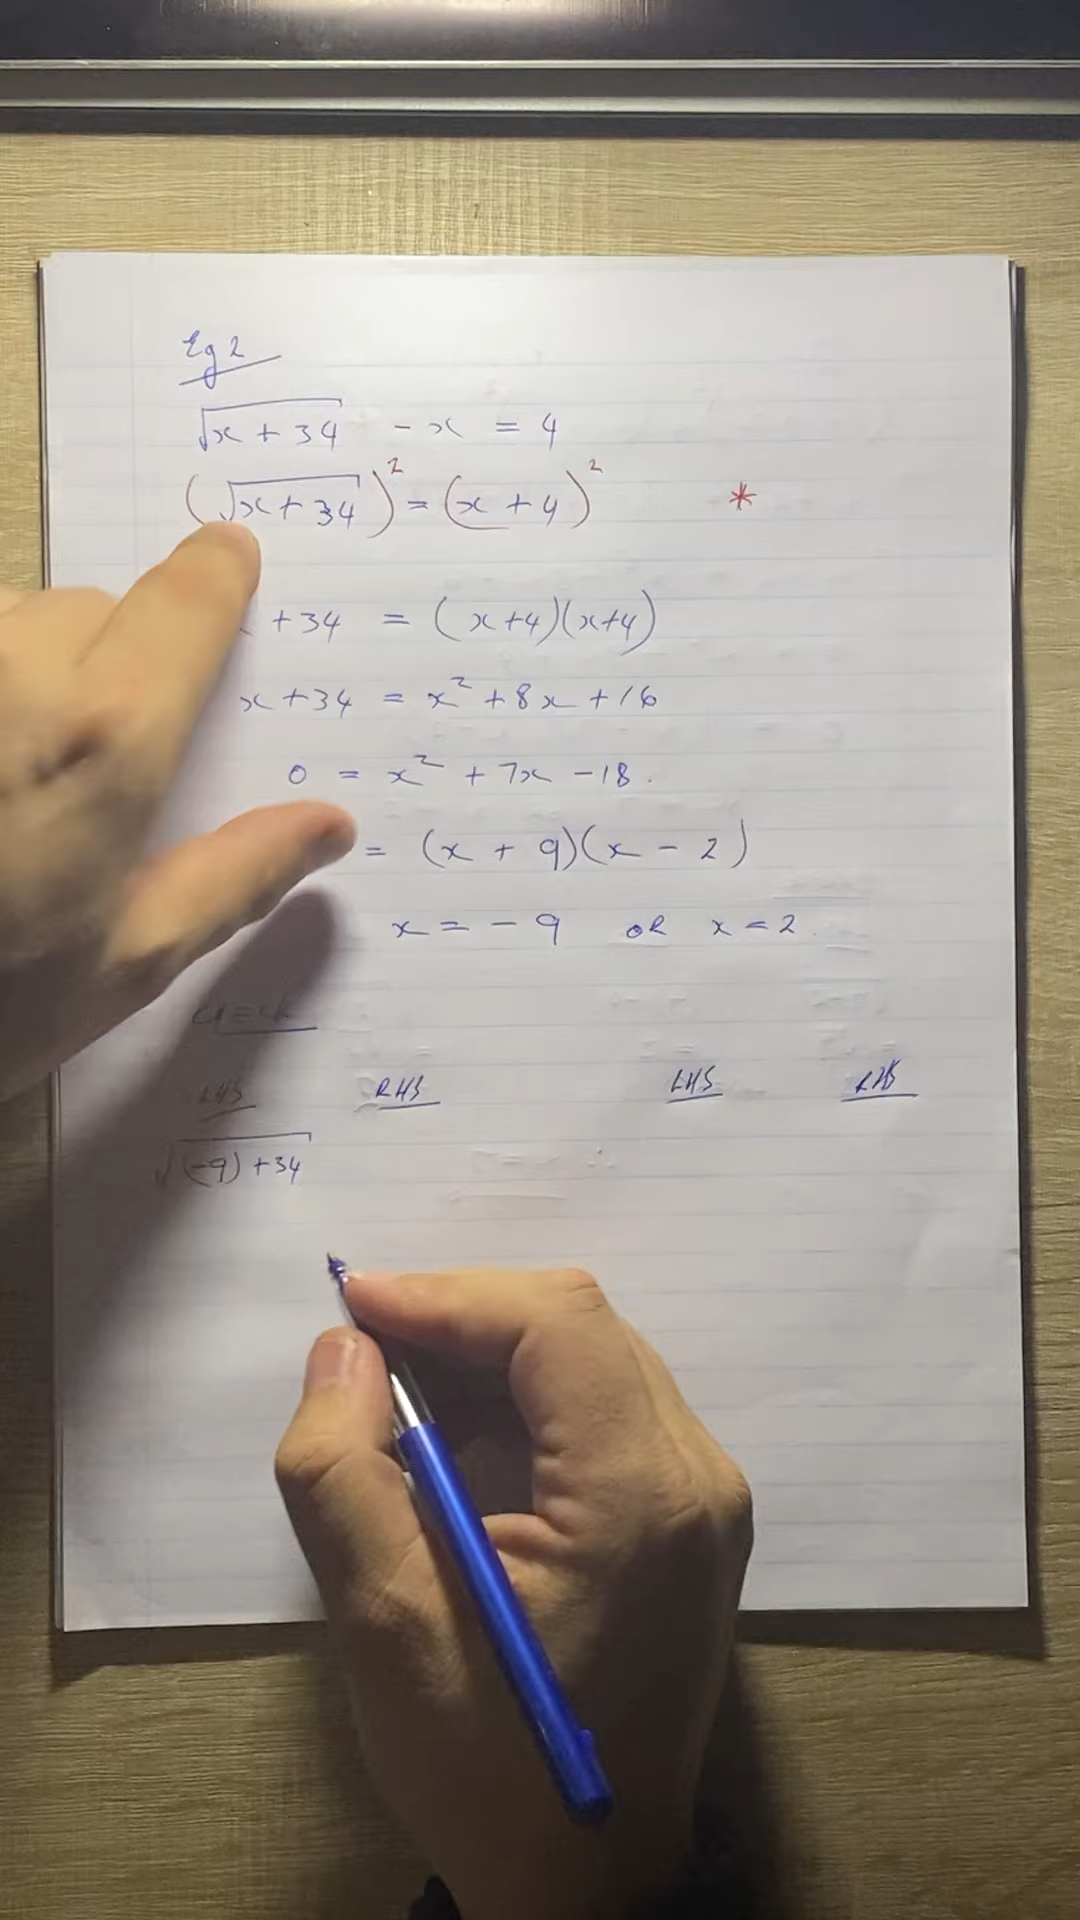 Eg 2
√(x + 34) - x = 4
(√(x + 34))² = (x + 4)² *
+ 34 = (x+4)(x+4)
x + 34 = x² + 8x + 16
0 = x² + 7x - 18.
= (x + 9)(x - 2)
x = - 9 OR x = 2
CHECK
LHS RHS LHS RHS
√((-9) + 34)